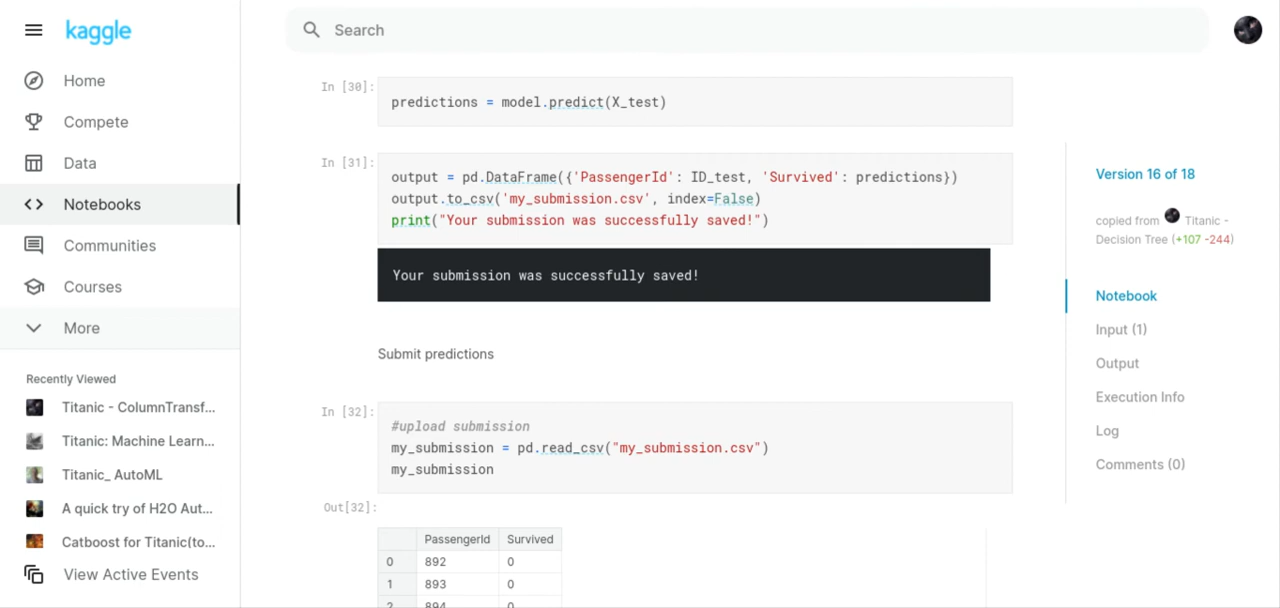 kaggle
Search
Home
Compete
Data
Notebooks
Communities
Courses
More
Recently Viewed
Titanic - ColumnTransf...
Titanic: Machine Learn...
Titanic_ AutoML
A quick try of H2O Aut...
Catboost for Titanic(to...
View Active Events
In [30]:
predictions = model.predict(X_test)
In [31]:
output = pd.DataFrame({'PassengerId': ID_test, 'Survived': predictions})
output.to_csv('my_submission.csv', index=False)
print("Your submission was successfully saved!")
Your submission was successfully saved!
Submit predictions
In [32]:
#upload submission
my_submission = pd.read_csv("my_submission.csv")
my_submission
Out[32]:
PassengerId Survived
0 892 0
1 893 0
2 894 0
Version 16 of 18
copied from Titanic -
Decision Tree (+107 -244)
Notebook
Input (1)
Output
Execution Info
Log
Comments (0)